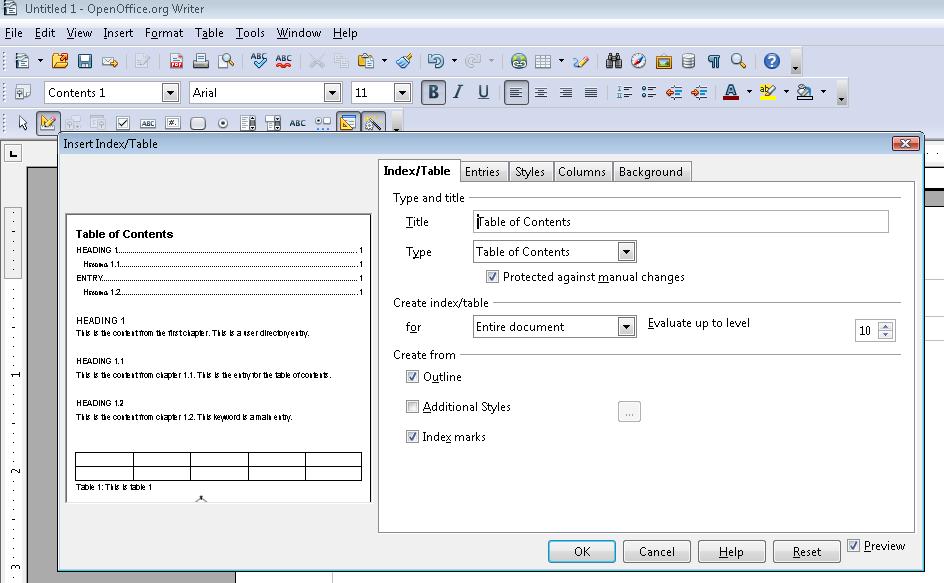 Untitled 1 - OpenOffice.org Writer
File Edit View Insert Format Table Tools Window Help
Contents 1 Arial 11 B I U A
Insert Index/Table
Index/Table Entries Styles Columns Background
Type and title
Title Table of Contents
Type Table of Contents
Protected against manual changes
Create index/table
for Entire document Evaluate up to level 10
Create from
Outline
Additional Styles ...
Index marks
Table of Contents
HEADING 1 1
Heading 1.1 1
ENTRY 1
Heading 1.2 1
HEADING 1
This is the content from the first chapter. This is a user directory entry.
HEADING 1.1
This is the content from chapter 1.1. This is the entry for the table of contents.
HEADING 1.2
This is the content from chapter 1.2. This keyword is a main entry.
Table 1: This is table 1
1
2
3
OK Cancel Help Reset Preview